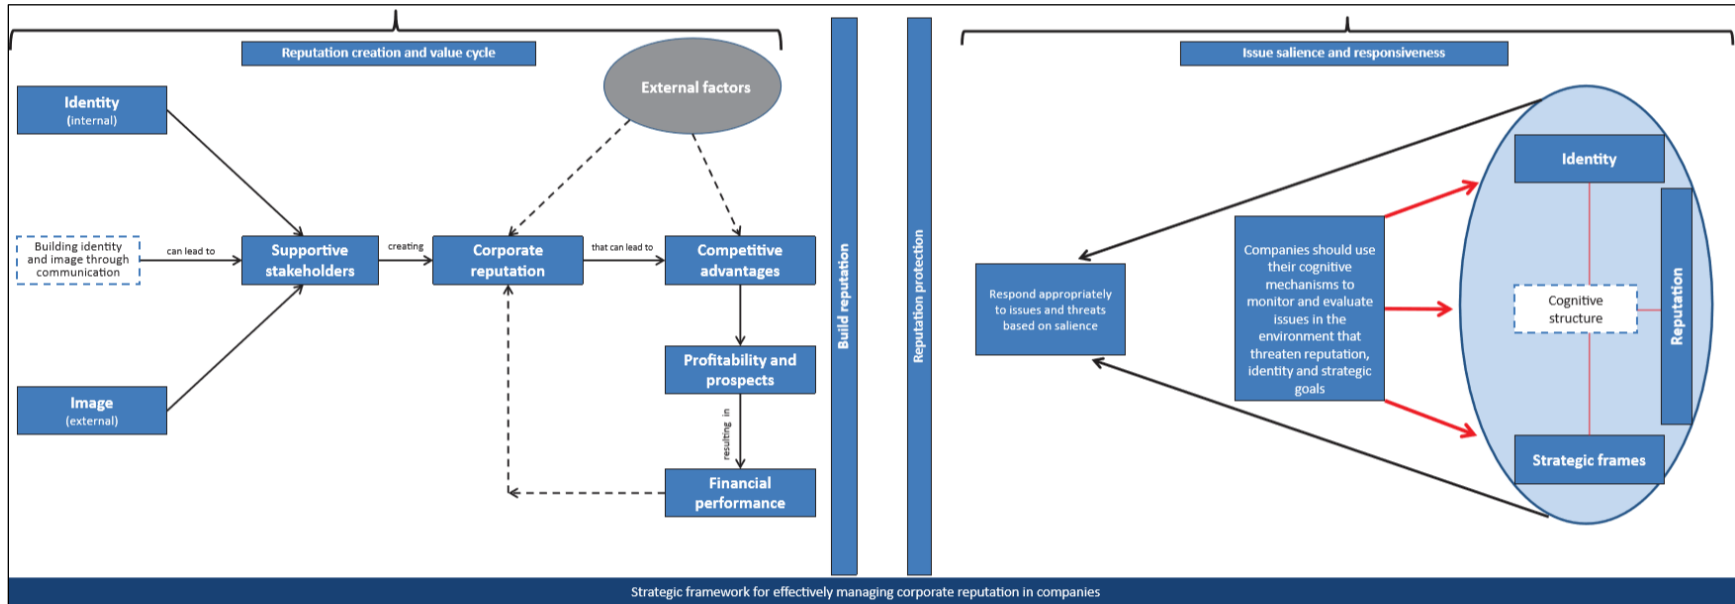 Reputation creation and value cycle
External factors
Identity
(internal)
Building identity
and image through
communication
can lead to
Supportive
stakeholders
creating
Corporate
reputation
that can lead to
Competitive
advantages
Profitability and
prospects
resulting in
Financial
performance
Image
(external)
Build reputation
Reputation protection
Issue salience and responsiveness
Respond appropriately
to issues and threats
based on salience
Companies should use
their cognitive
mechanisms to
monitor and evaluate
issues in the
environment that
threaten reputation,
identity and strategic
goals
Identity
Cognitive
structure
Reputation
Strategic frames
Strategic framework for effectively managing corporate reputation in companies